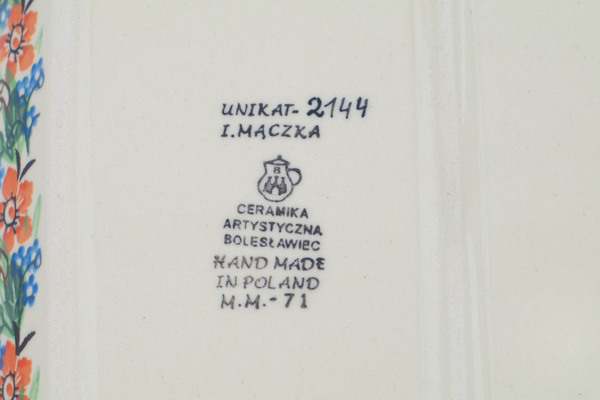 UNIKAT- 2144
I. MĄCZKA
B
CERAMIKA
ARTYSTYCZNA
BOLESŁAWIEC
HAND MADE
IN POLAND
M.M.-71